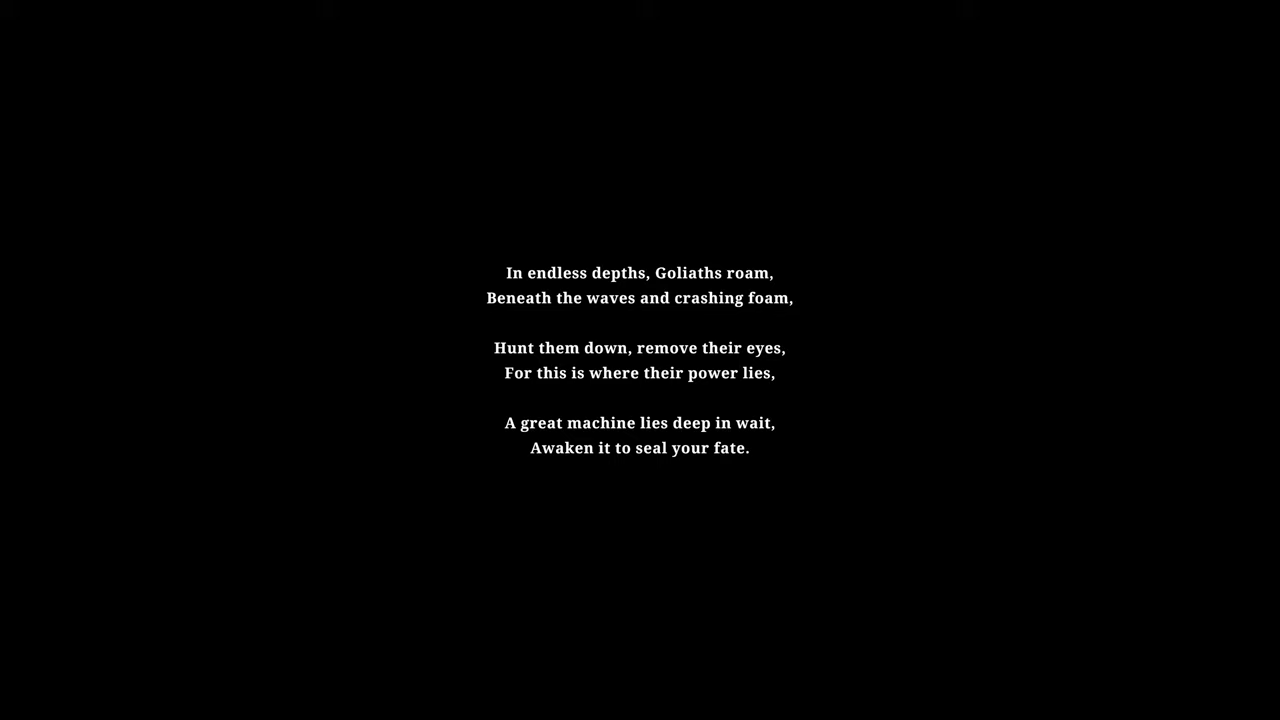 In endless depths, Goliaths roam,
Beneath the waves and crashing foam,
Hunt them down, remove their eyes,
For this is where their power lies,
A great machine lies deep in wait,
Awaken it to seal your fate.